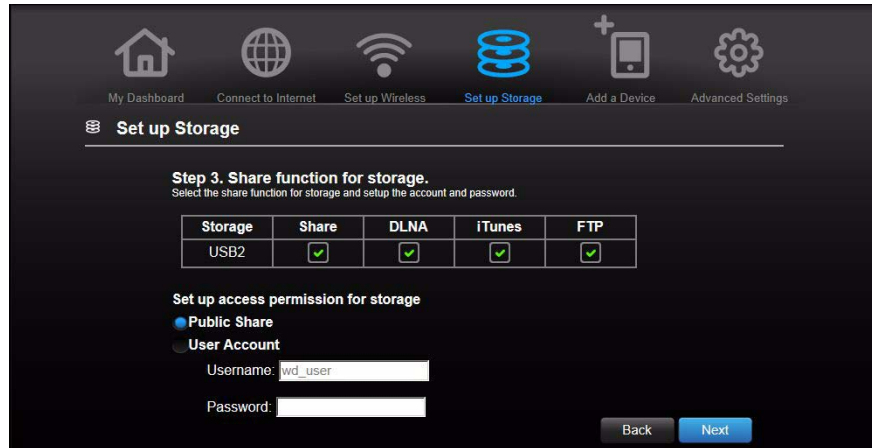 My Dashboard Connect to Internet Set up Wireless Set up Storage Add a Device Advanced Settings
Set up Storage
Step 3. Share function for storage.
Select the share function for storage and setup the account and password.
Storage Share DLNA iTunes FTP
USB2
Set up access permission for storage
Public Share
User Account
Username: wd_user
Password:
Back Next